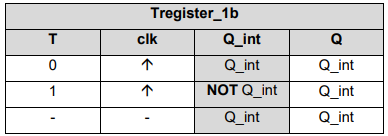 Tregister_1b
T clk Q_int Q
0 ↑ Q_int Q_int
1 ↑ NOT Q_int Q_int
- - Q_int Q_int